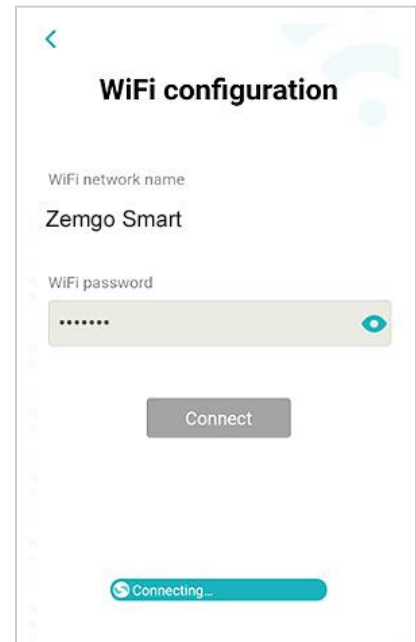 WiFi configuration
WiFi network name
Zemgo Smart
WiFi password
•••••••
Connect
Connecting...